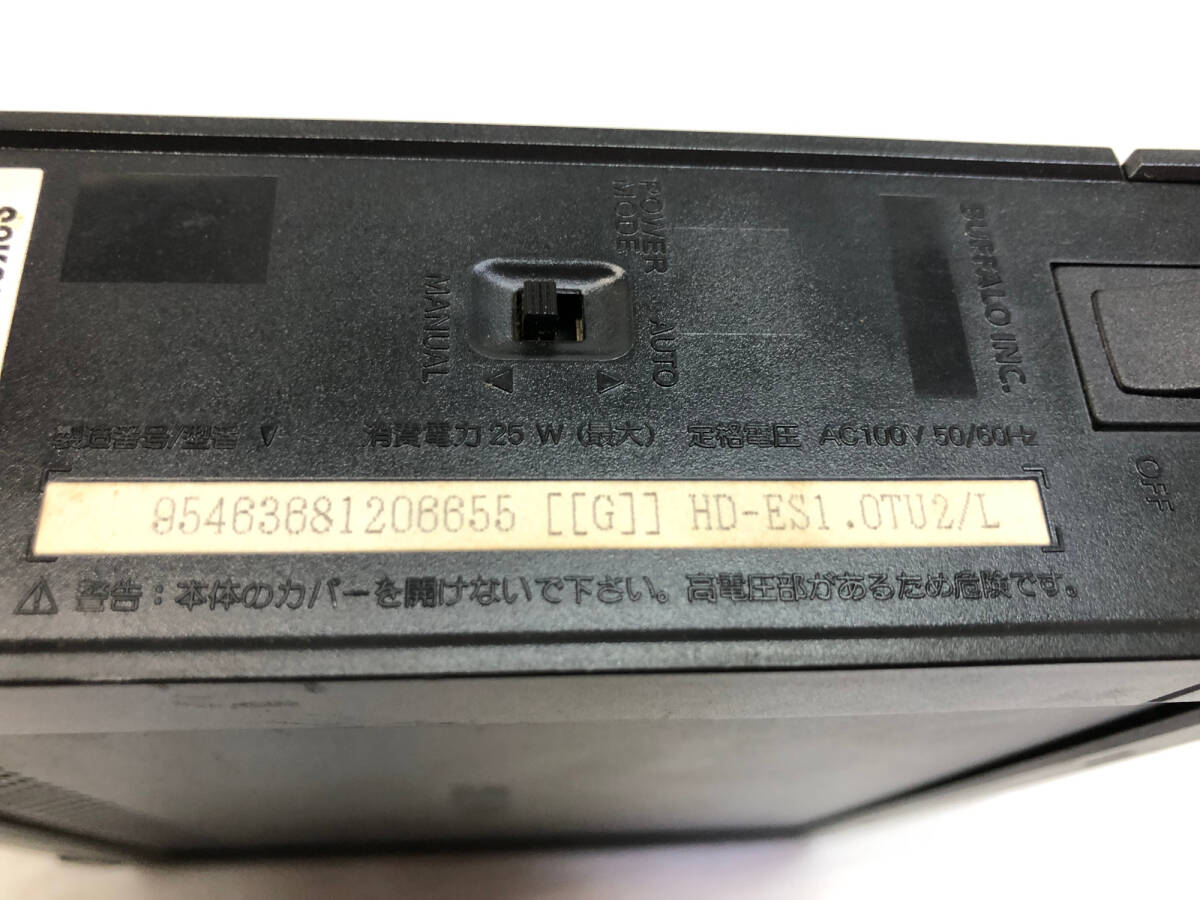 BUFFALO INC.
POWER
MODE
AUTO
MANUAL
OFF
製造番号/型番 ▽ 消費電力 25 W (最大) 定格電圧 AC100V 50/60Hz
95463681206655 [[G]] HD-ES1.0TU2/L
⚠ 警告:本体のカバーを開けないで下さい。高電圧部があるため危険です。